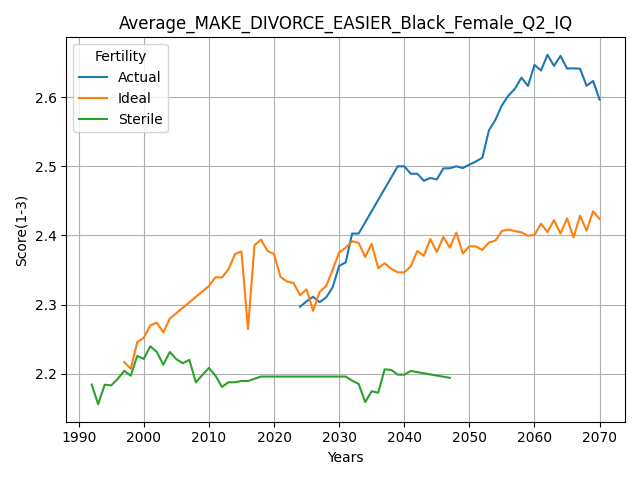 Average_MAKE_DIVORCE_EASIER_Black_Female_Q2_IQ
Fertility
Actual
Ideal
Sterile
Score(1-3)
2.6
2.5
2.4
2.3
2.2
1990 2000 2010 2020 2030 2040 2050 2060 2070
Years